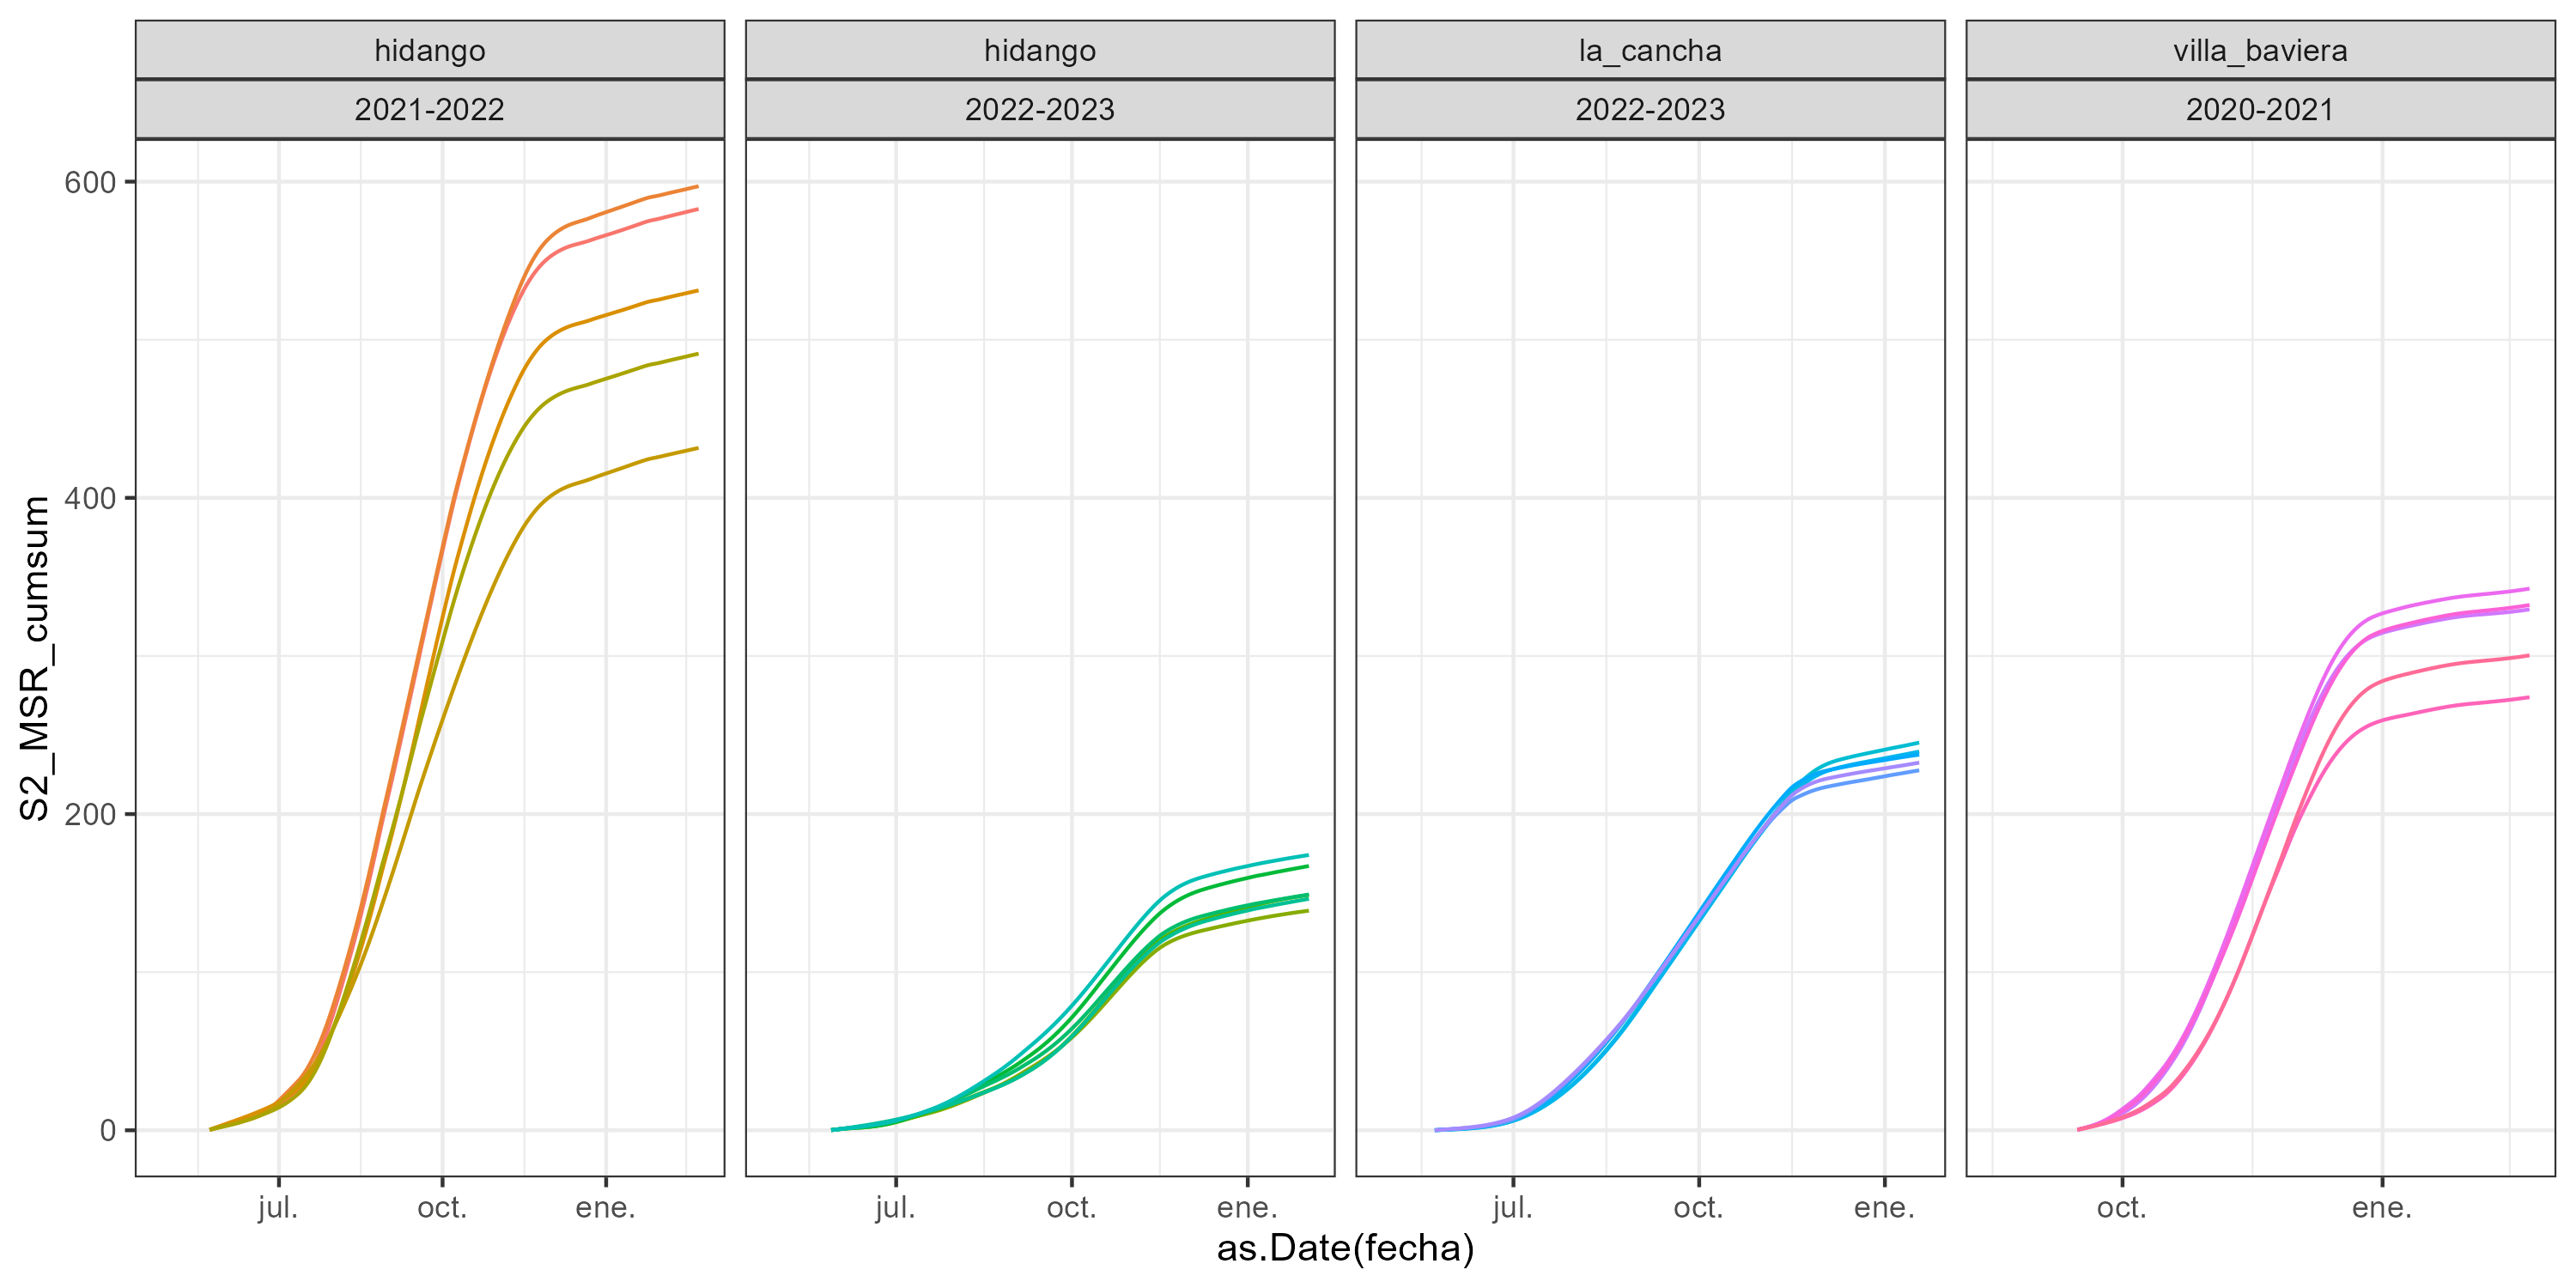 hidango
hidango
la_cancha
villa_baviera
2021-2022
2022-2023
2022-2023
2020-2021
600
400
200
0
S2_MSR_cumsum
jul.
oct.
ene.
jul.
oct.
ene.
jul.
oct.
ene.
oct.
ene.
as.Date(fecha)